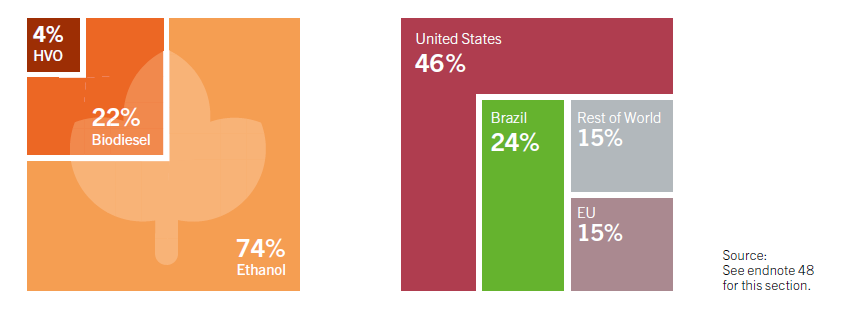 4%
HVO
22%
Biodiesel
74%
Ethanol
United States
46%
Brazil
24%
Rest of World
15%
EU
15%
Source:
See endnote 48
for this section.